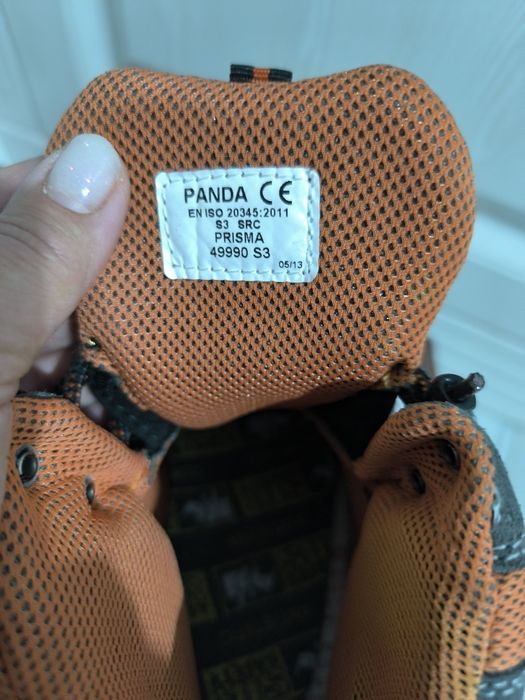 PANDA CE
EN ISO 20345:2011
S3 SRC
PRISMA
49990 S3
05/13